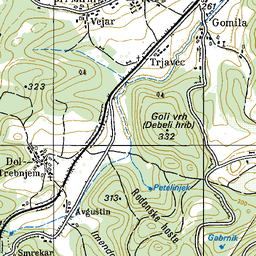 Vejar
261
Gomila
Trjavec
323
Goli vrh
(Debeli hrib)
332
Dol.
Trebnjem
Petelinjek
313
Rodenske hoste
Avguštin
Smrekar
Gabrnik